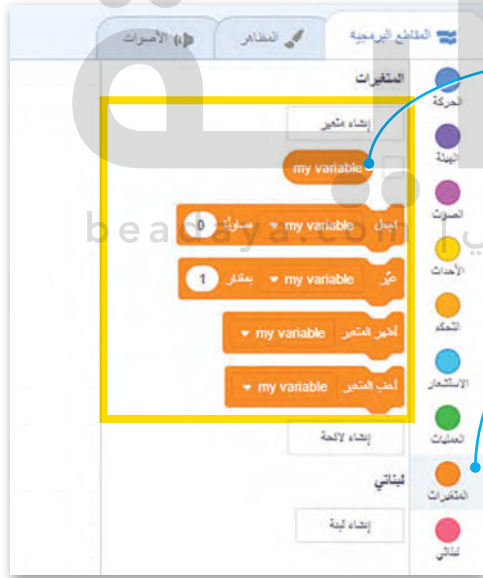 المقاطع البرمجية
المظاهر
الأصوات
المتغيرات
إنشاء متغير
my variable
اجعل my variable مساويًا 0
غيّر my variable بمقدار 1
أظهر المتغير my variable
أخف المتغير my variable
إنشاء لائحة
لبناتي
إنشاء لبنة
الحركة
الهيئة
الصوت
الأحداث
التحكم
الاستشعار
العمليات
المتغيرات
لبناتي
beadaya.com